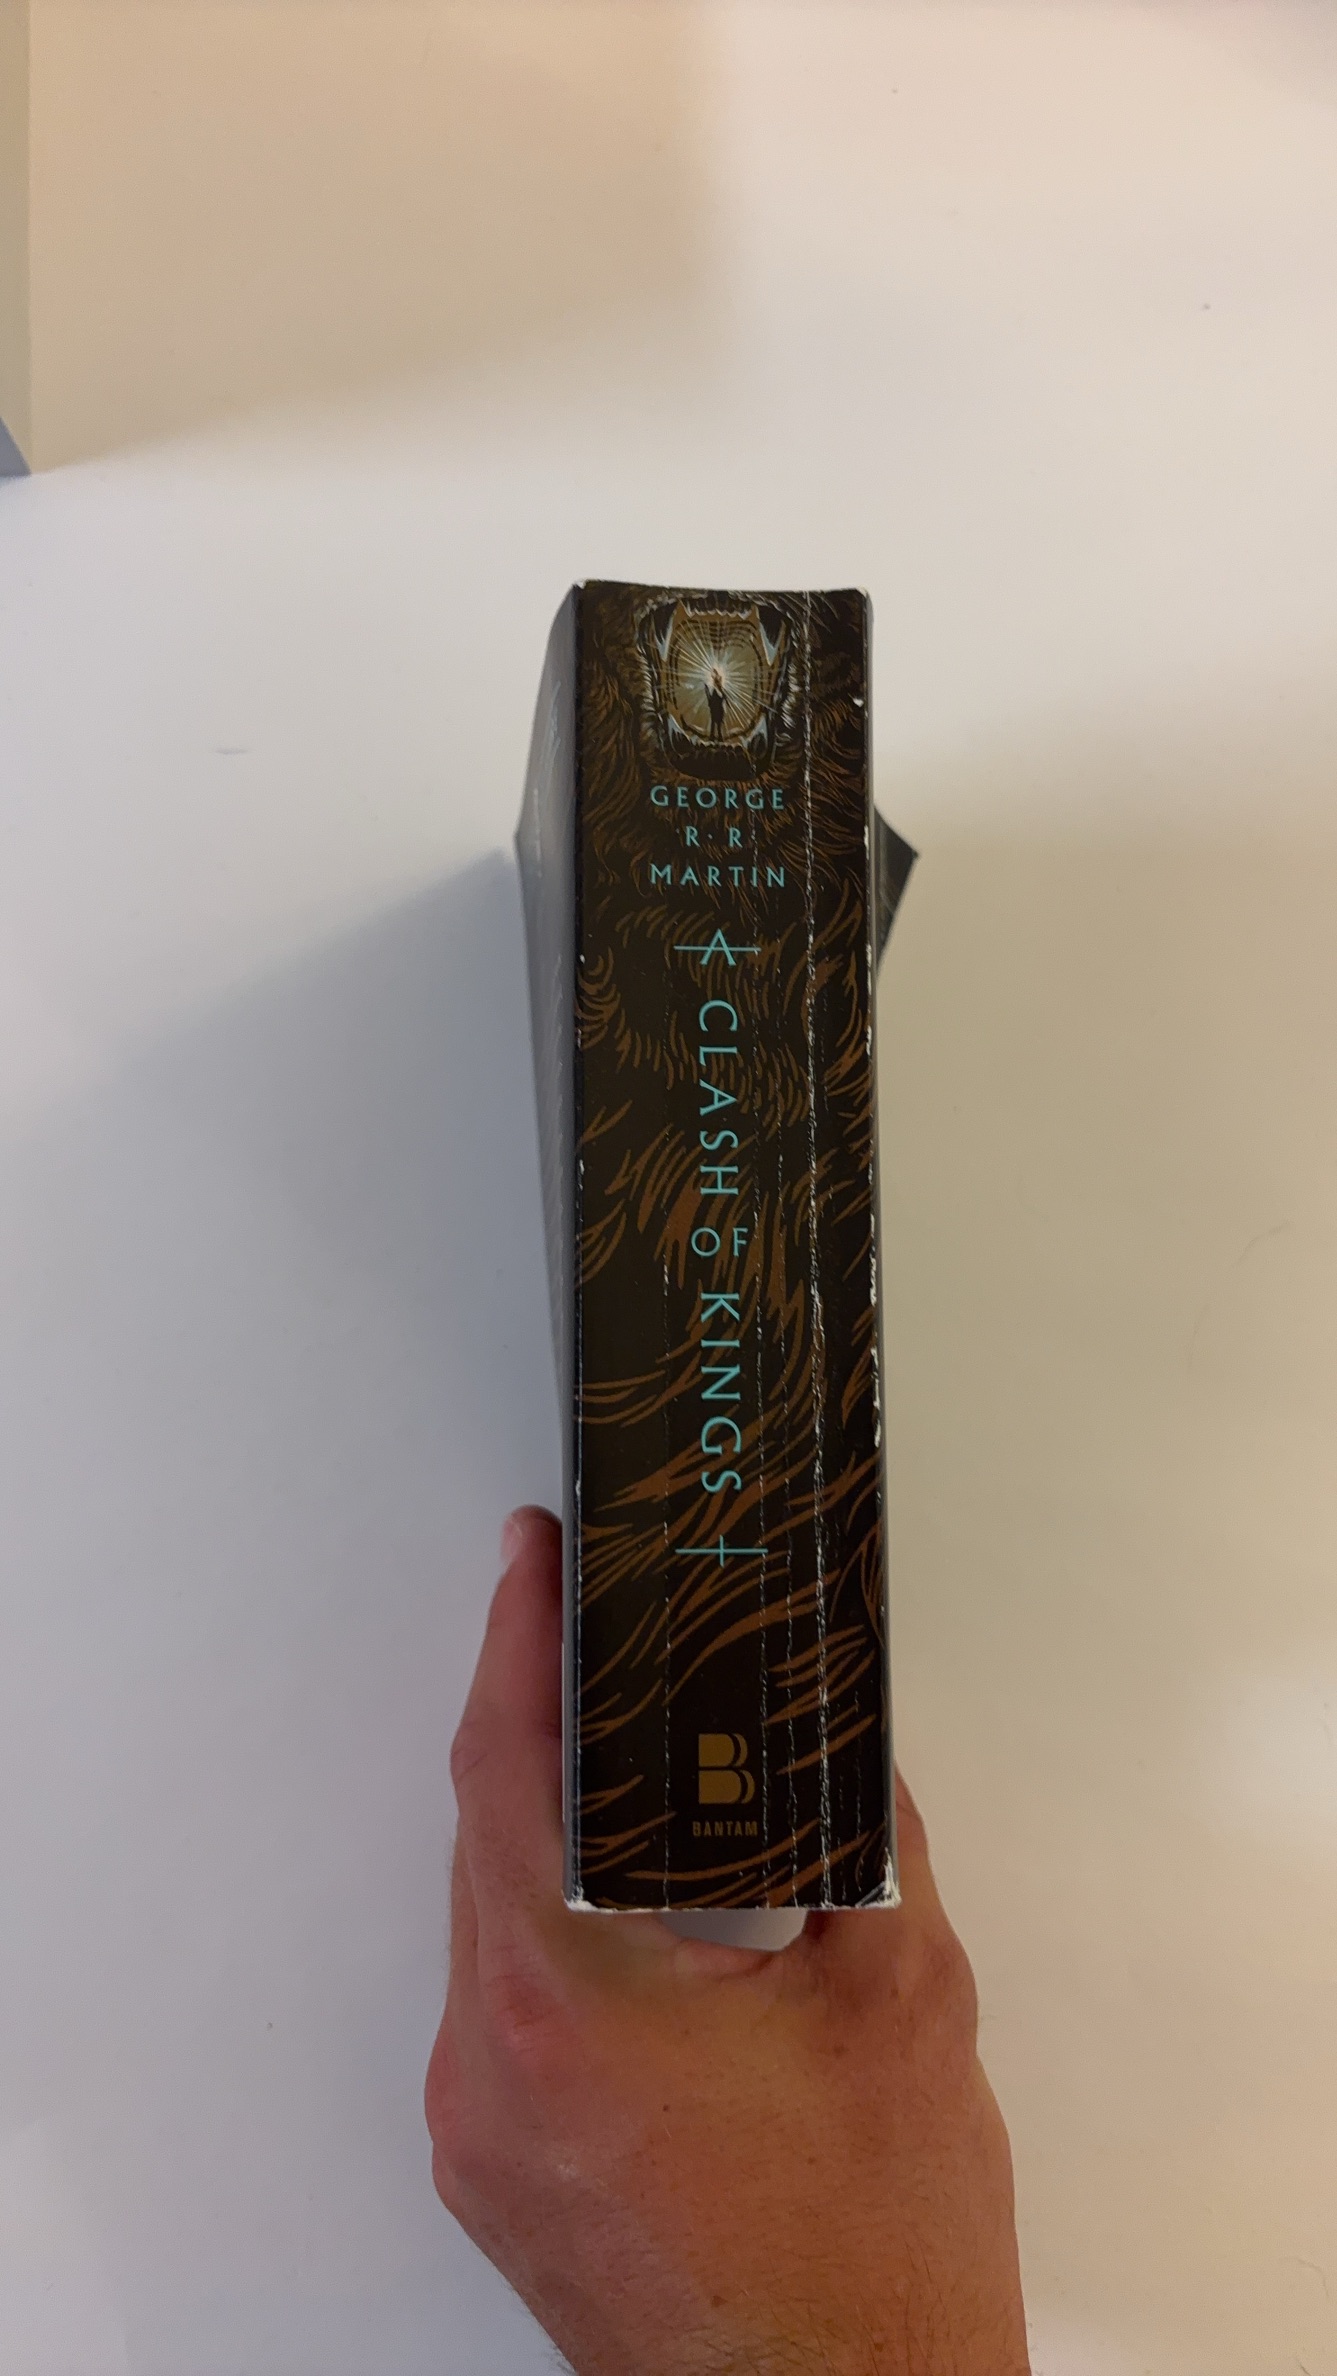 GEORGE
R·R
MARTIN
A CLASH OF KINGS
BANTAM